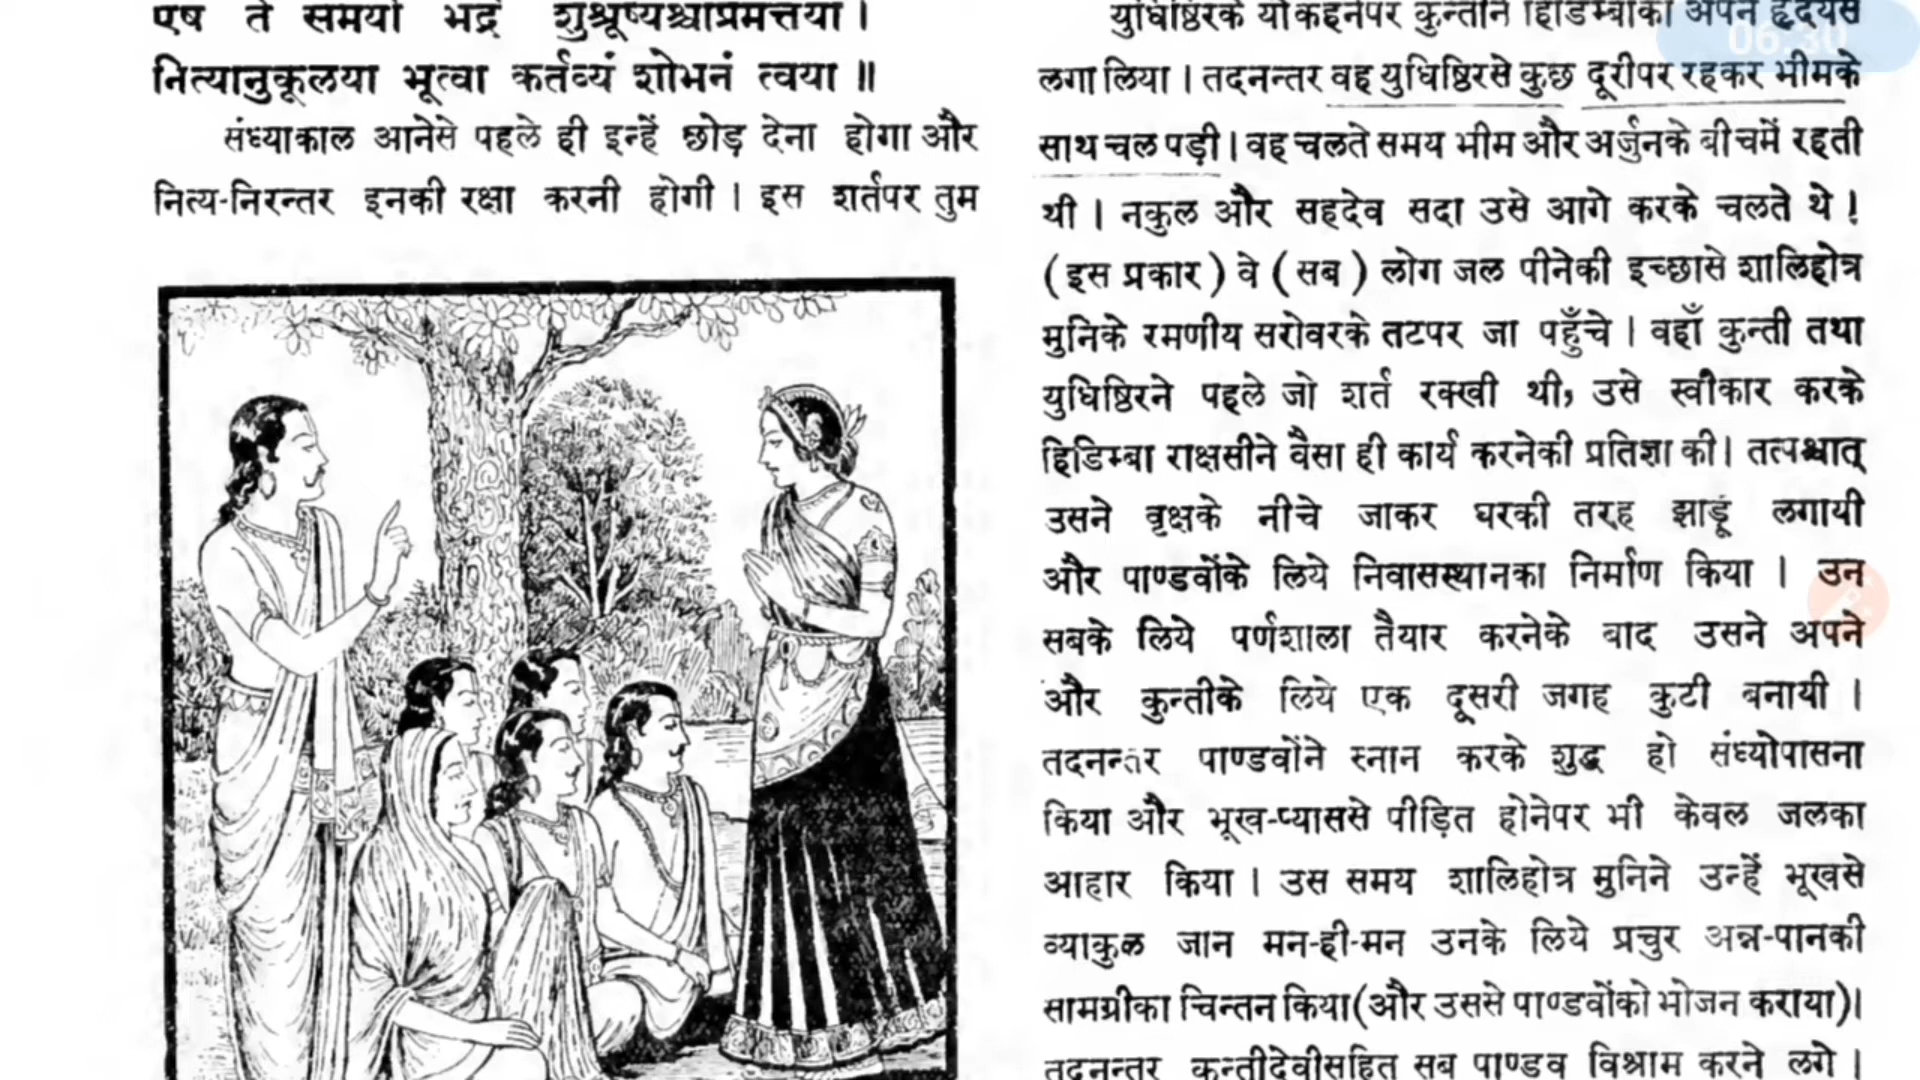 एष ते समयो भद्रे शुश्रूष्यश्चाप्रमत्तया।
नित्यानुकूलया भूत्वा कर्तव्यं शोभनं त्वया॥
संध्याकाल आनेसे पहले ही इन्हें छोड़ देना होगा और
नित्य-निरन्तर इनकी रक्षा करनी होगी। इस शर्तपर तुम
युधिष्ठिरके यों कहनेपर कुन्तीने हिडिम्बाको अपने हृदयसे
06:30
लगा लिया। तदनन्तर वह युधिष्ठिरसे कुछ दूरीपर रहकर भीमके
साथ चल पड़ी। वह चलते समय भीम और अर्जुनके बीचमें रहती
थी। नकुल और सहदेव सदा उसे आगे करके चलते थे।
(इस प्रकार) वे (सब) लोग जल पीनेकी इच्छासे शालिहोत्र
मुनिके रमणीय सरोवरके तटपर जा पहुँचे। वहाँ कुन्ती तथा
युधिष्ठिरने पहले जो शर्त रक्खी थी, उसे स्वीकार करके
हिडिम्बा राक्षसीने वैसा ही कार्य करनेकी प्रतिज्ञा की। तत्पश्चात्
उसने वृक्षके नीचे जाकर घरकी तरह झाड़ू लगायी
और पाण्डवोंके लिये निवासस्थानका निर्माण किया। उन
सबके लिये पर्णशाला तैयार करनेके बाद उसने अपने
और कुन्तीके लिये एक दूसरी जगह कुटी बनायी।
तदनन्तर पाण्डवोंने स्नान करके शुद्ध हो संध्योपासना
किया और भूख-प्याससे पीड़ित होनेपर भी केवल जलका
आहार किया। उस समय शालिहोत्र मुनिने उन्हें भूखसे
व्याकुल जान मन-ही-मन उनके लिये प्रचुर अन्न-पानकी
सामग्रीका चिन्तन किया(और उससे पाण्डवोंको भोजन कराया)।
तदनन्तर कुन्तीदेवीसहित सब पाण्डव विश्राम करने लगे।